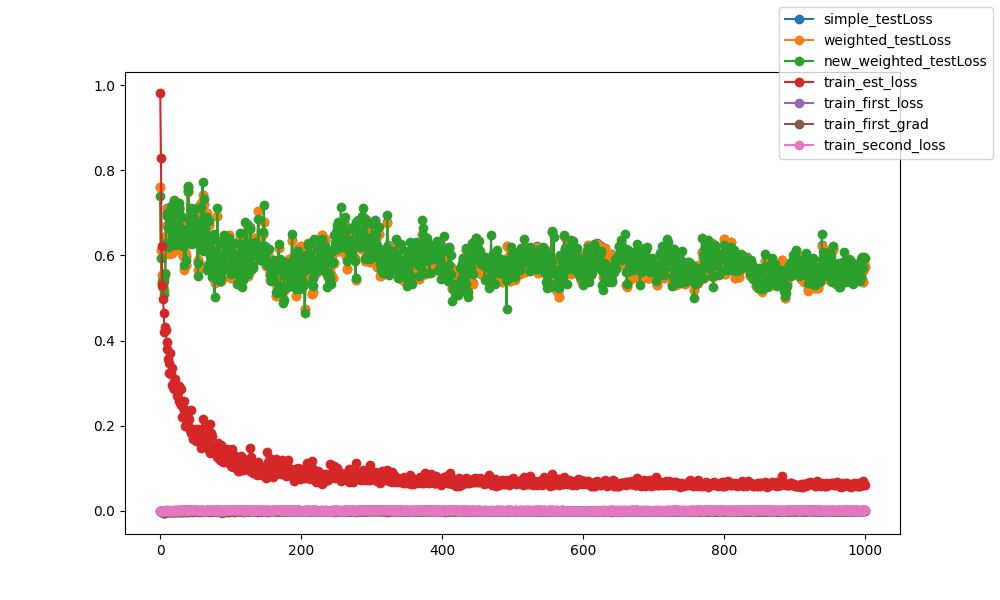 simple_testLoss
weighted_testLoss
new_weighted_testLoss
train_est_loss
train_first_loss
train_first_grad
train_second_loss
1.0
0.8
0.6
0.4
0.2
0.0
0 200 400 600 800 1000